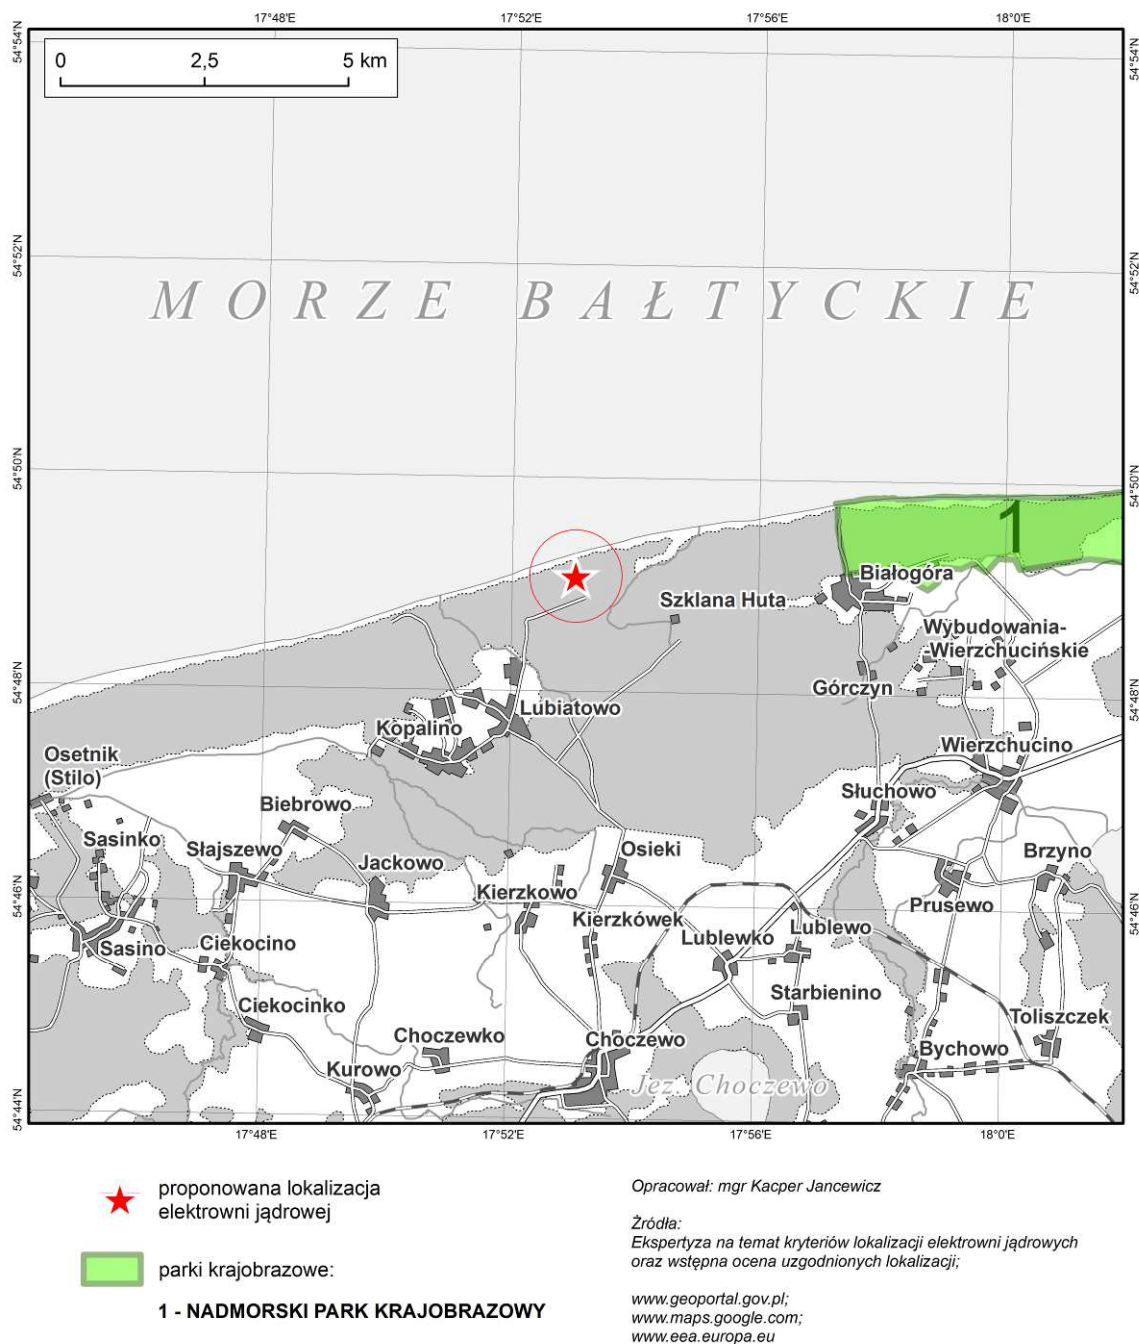 17°48'E 17°52'E 17°56'E 18°0'E
54°54'N 54°54'N
0 2,5 5 km
54°52'N 54°52'N
MORZE BAŁTYCKIE
54°50'N 54°50'N
1
Białogóra
Szklana Huta
Wybudowania-
-Wierzchucińskie
54°48'N 54°48'N
Górczyn
Lubiatowo
Kopalino
Wierzchucino
Osetnik
(Stilo)
Słuchowo
Biebrowo
Sasinko
Słajszewo
Osieki
Brzyno
Jackowo
Kierzkowo
54°46'N 54°46'N
Prusewo
Kierzkówek
Lublewo
Lublewko
Sasino
Ciekocino
Starbienino
Ciekocinko
Toliszczek
Choczewko
Choczewo
Bychowo
Kurowo
Jez. Choczewo
54°44'N 54°44'N
17°48'E 17°52'E 17°56'E 18°0'E
proponowana lokalizacja
elektrowni jądrowej
parki krajobrazowe:
1 - NADMORSKI PARK KRAJOBRAZOWY
Opracował: mgr Kacper Jancewicz
Źródła:
Ekspertyza na temat kryteriów lokalizacji elektrowni jądrowych
oraz wstępna ocena uzgodnionych lokalizacji;
www.geoportal.gov.pl;
www.maps.google.com;
www.eea.europa.eu